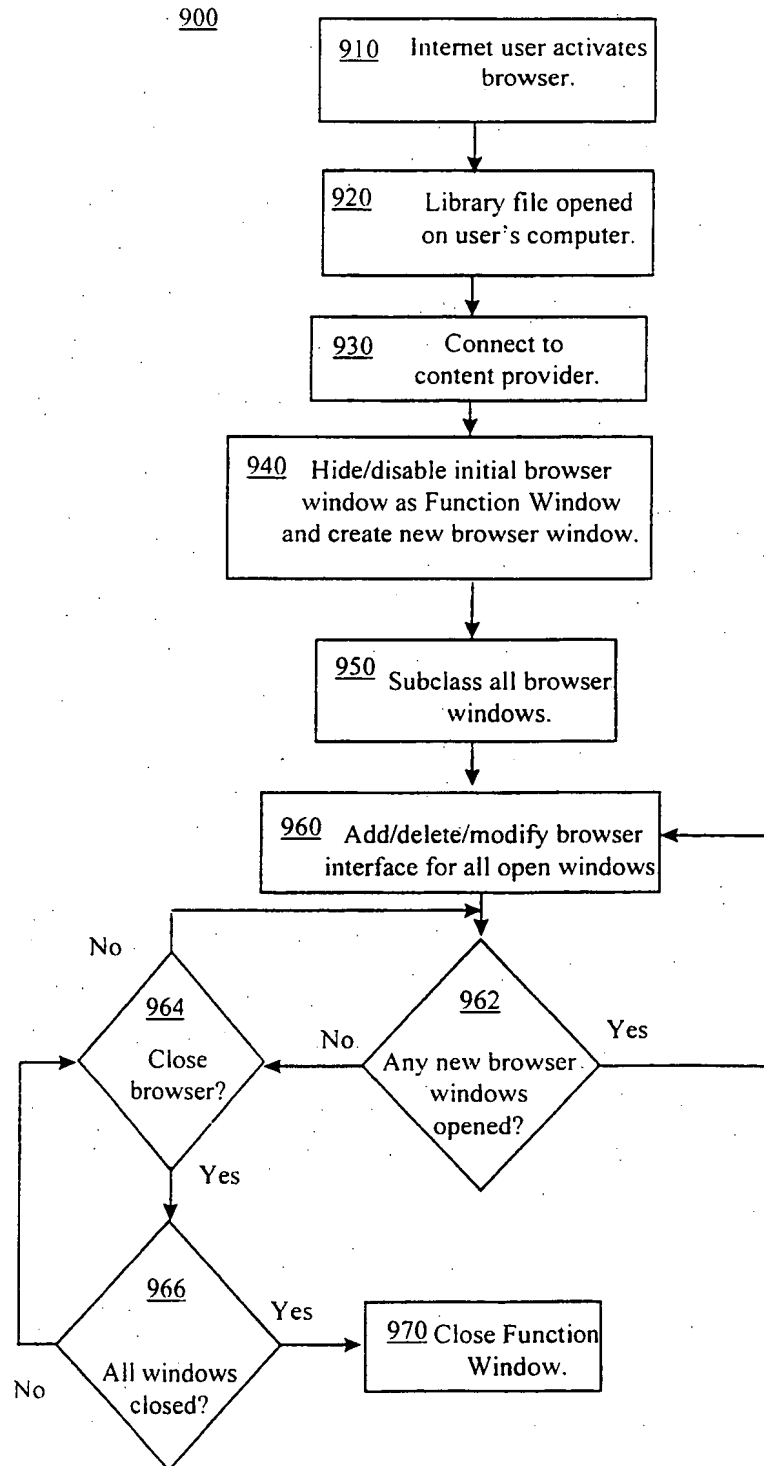 900
910 Internet user activates
browser.
920 Library file opened
on user's computer.
930 Connect to
content provider.
940 Hide/disable initial browser
window as Function Window
and create new browser window.
950 Subclass all browser
windows.
960 Add/delete/modify browser
interface for all open windows
No
964
Close
browser?
No
962
Any new browser
windows
opened?
Yes
Yes
966
All windows
closed?
Yes
No
970 Close Function
Window.